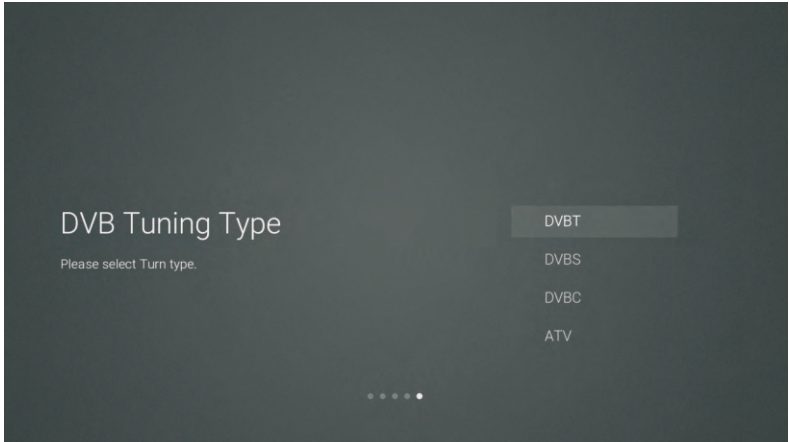 DVB Tuning Type
Please select Turn type.
DVBT
DVBS
DVBC
ATV